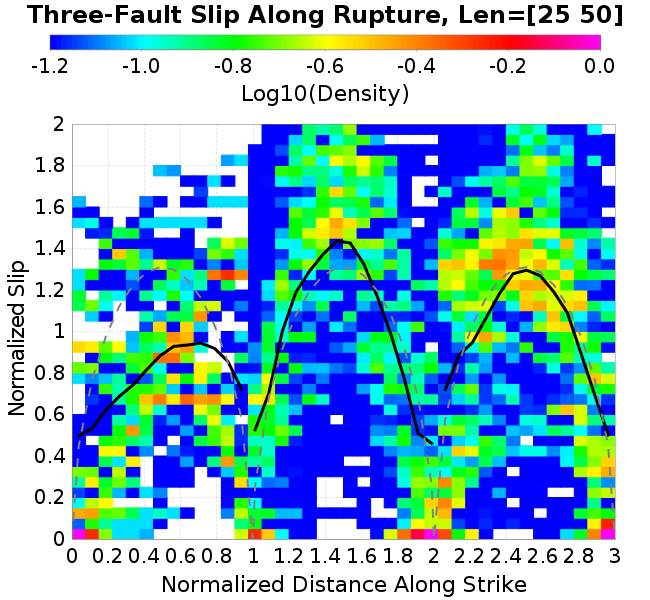 Three-Fault Slip Along Rupture, Len=[25 50]
-1.2 -1.0 -0.8 -0.6 -0.4 -0.2 0.0
Log10(Density)
Normalized Slip
2
1.8
1.6
1.4
1.2
1
0.8
0.6
0.4
0.2
0
0 0.2 0.4 0.6 0.8 1 1.2 1.4 1.6 1.8 2 2.2 2.4 2.6 2.8 3
Normalized Distance Along Strike